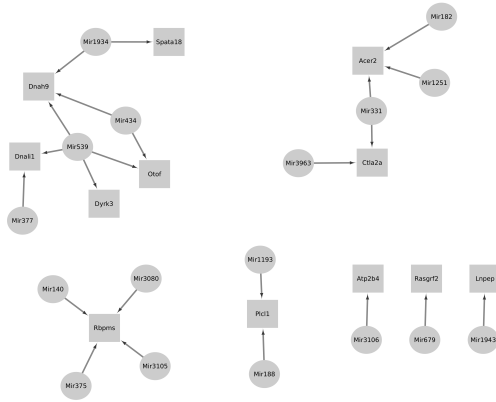 Mir182
Mir1934
Spata18
Acer2
Mir1251
Dnah9
Mir331
Mir434
Mir539
Dnali1
Mir3963
Ctla2a
Otof
Dyrk3
Mir377
Mir1193
Mir3080
Atp2b4
Rasgrf2
Lnpep
Mir140
Plcl1
Rbpms
Mir3106
Mir679
Mir1943
Mir3105
Mir188
Mir375